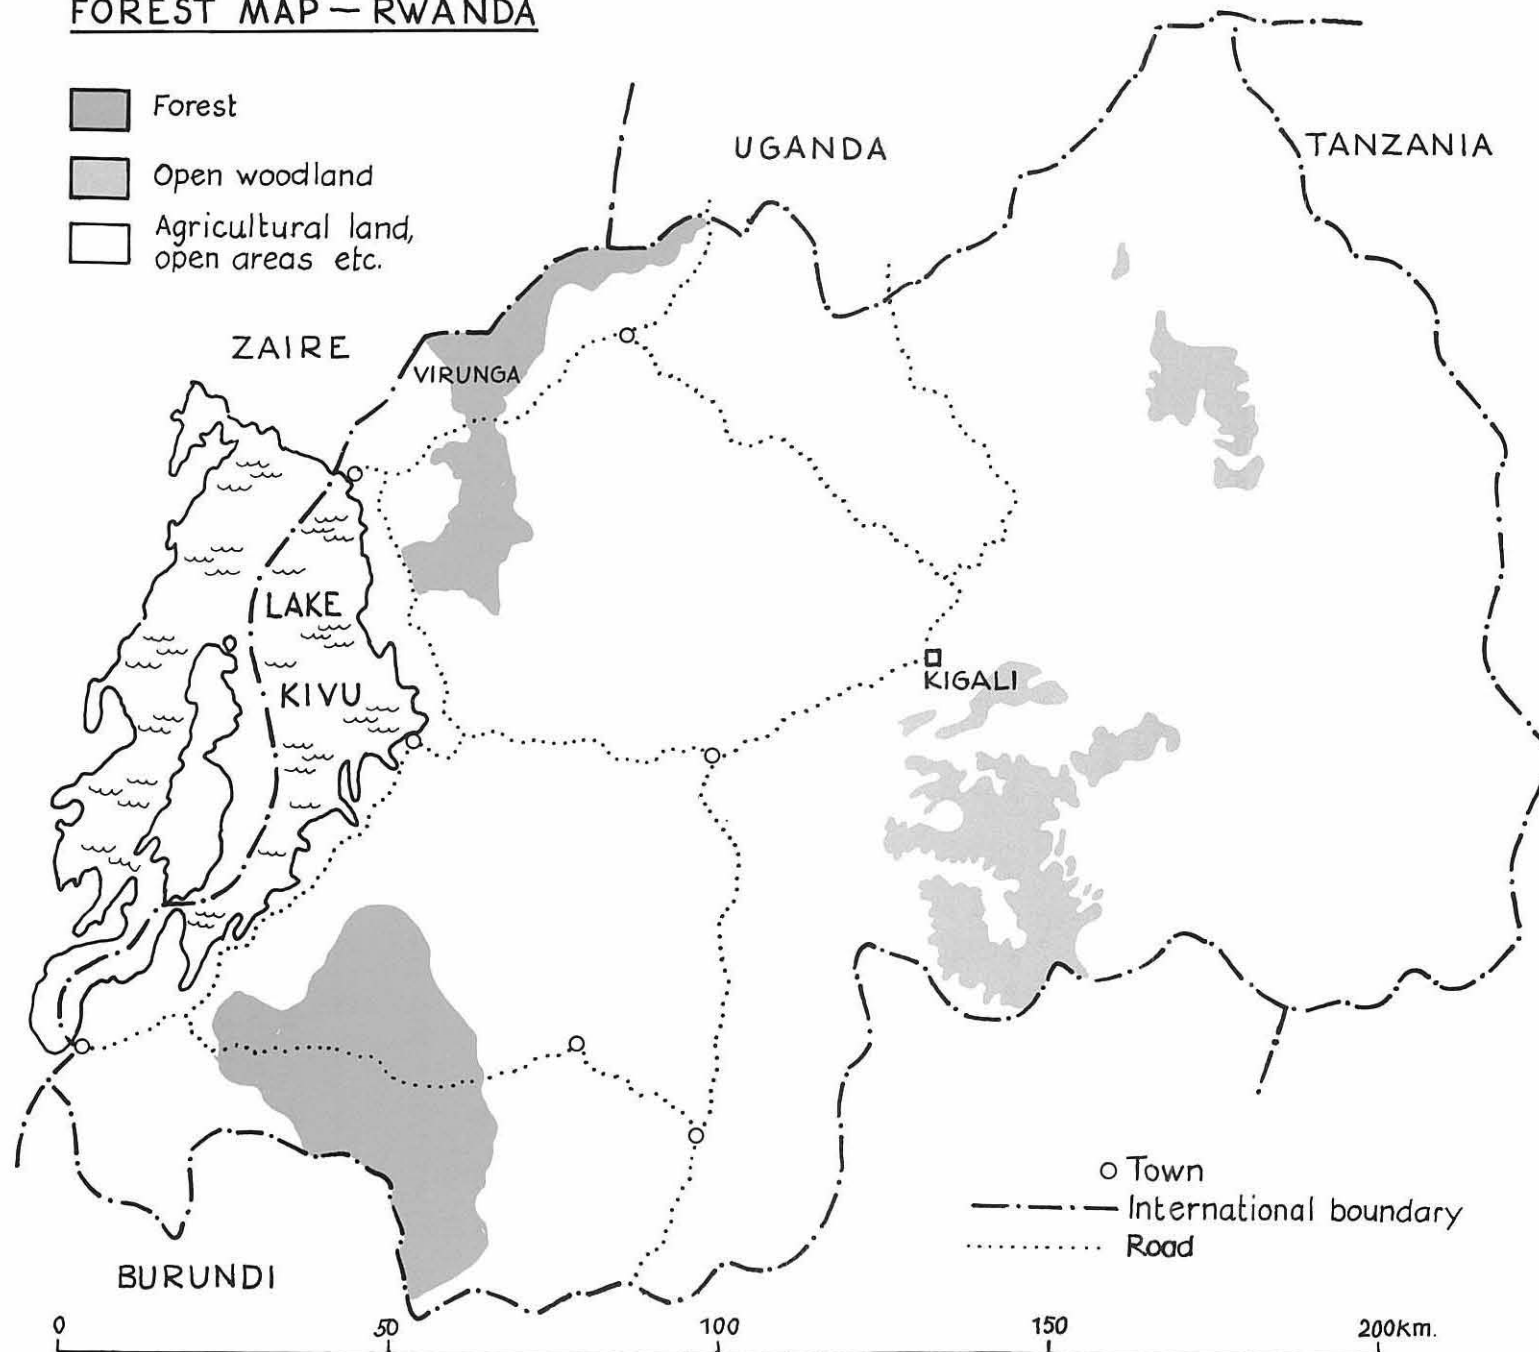 FOREST MAP — RWANDA
Forest
Open woodland
Agricultural land,
open areas etc.
UGANDA
TANZANIA
ZAIRE
VIRUNGA
LAKE
KIVU
KIGALI
Town
International boundary
Road
BURUNDI
0 50 100 150 200km.